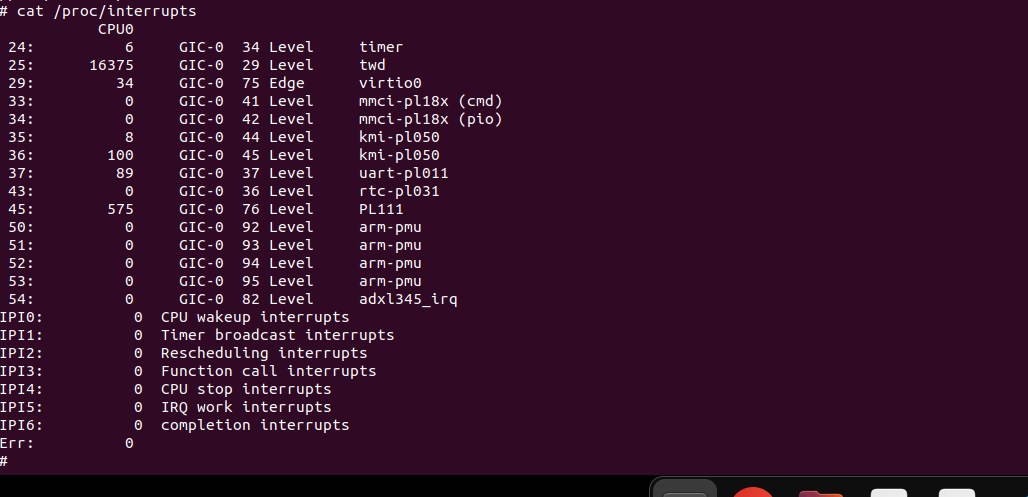 # cat /proc/interrupts
           CPU0
 24:          6     GIC-0  34 Level     timer
 25:      16375     GIC-0  29 Level     twd
 29:         34     GIC-0  75 Edge      virtio0
 33:          0     GIC-0  41 Level     mmci-pl18x (cmd)
 34:          0     GIC-0  42 Level     mmci-pl18x (pio)
 35:          8     GIC-0  44 Level     kmi-pl050
 36:        100     GIC-0  45 Level     kmi-pl050
 37:         89     GIC-0  37 Level     uart-pl011
 43:          0     GIC-0  36 Level     rtc-pl031
 45:        575     GIC-0  76 Level     PL111
 50:          0     GIC-0  92 Level     arm-pmu
 51:          0     GIC-0  93 Level     arm-pmu
 52:          0     GIC-0  94 Level     arm-pmu
 53:          0     GIC-0  95 Level     arm-pmu
 54:          0     GIC-0  82 Level     adxl345_irq
IPI0:          0  CPU wakeup interrupts
IPI1:          0  Timer broadcast interrupts
IPI2:          0  Rescheduling interrupts
IPI3:          0  Function call interrupts
IPI4:          0  CPU stop interrupts
IPI5:          0  IRQ work interrupts
IPI6:          0  completion interrupts
Err:          0
#